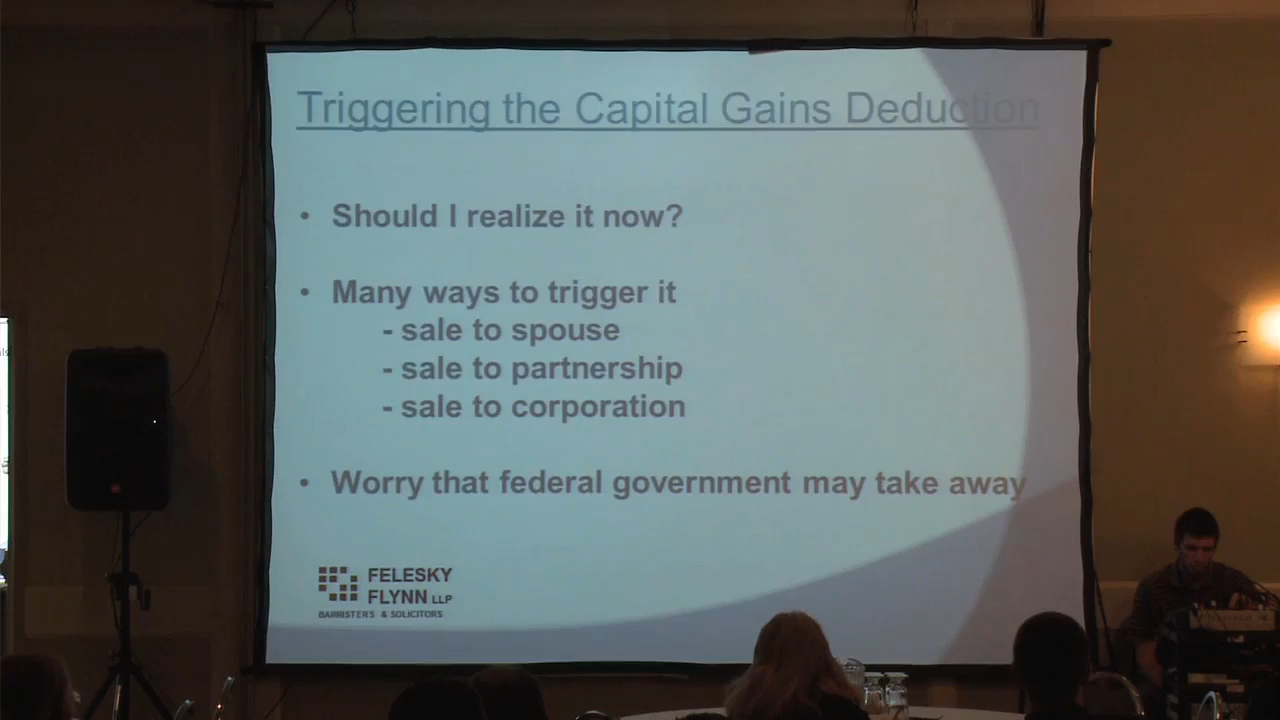 Triggering the Capital Gains Deduction
• Should I realize it now?
• Many ways to trigger it
- sale to spouse
- sale to partnership
- sale to corporation
• Worry that federal government may take away
FELESKY
FLYNN LLP
BARRISTERS & SOLICITORS